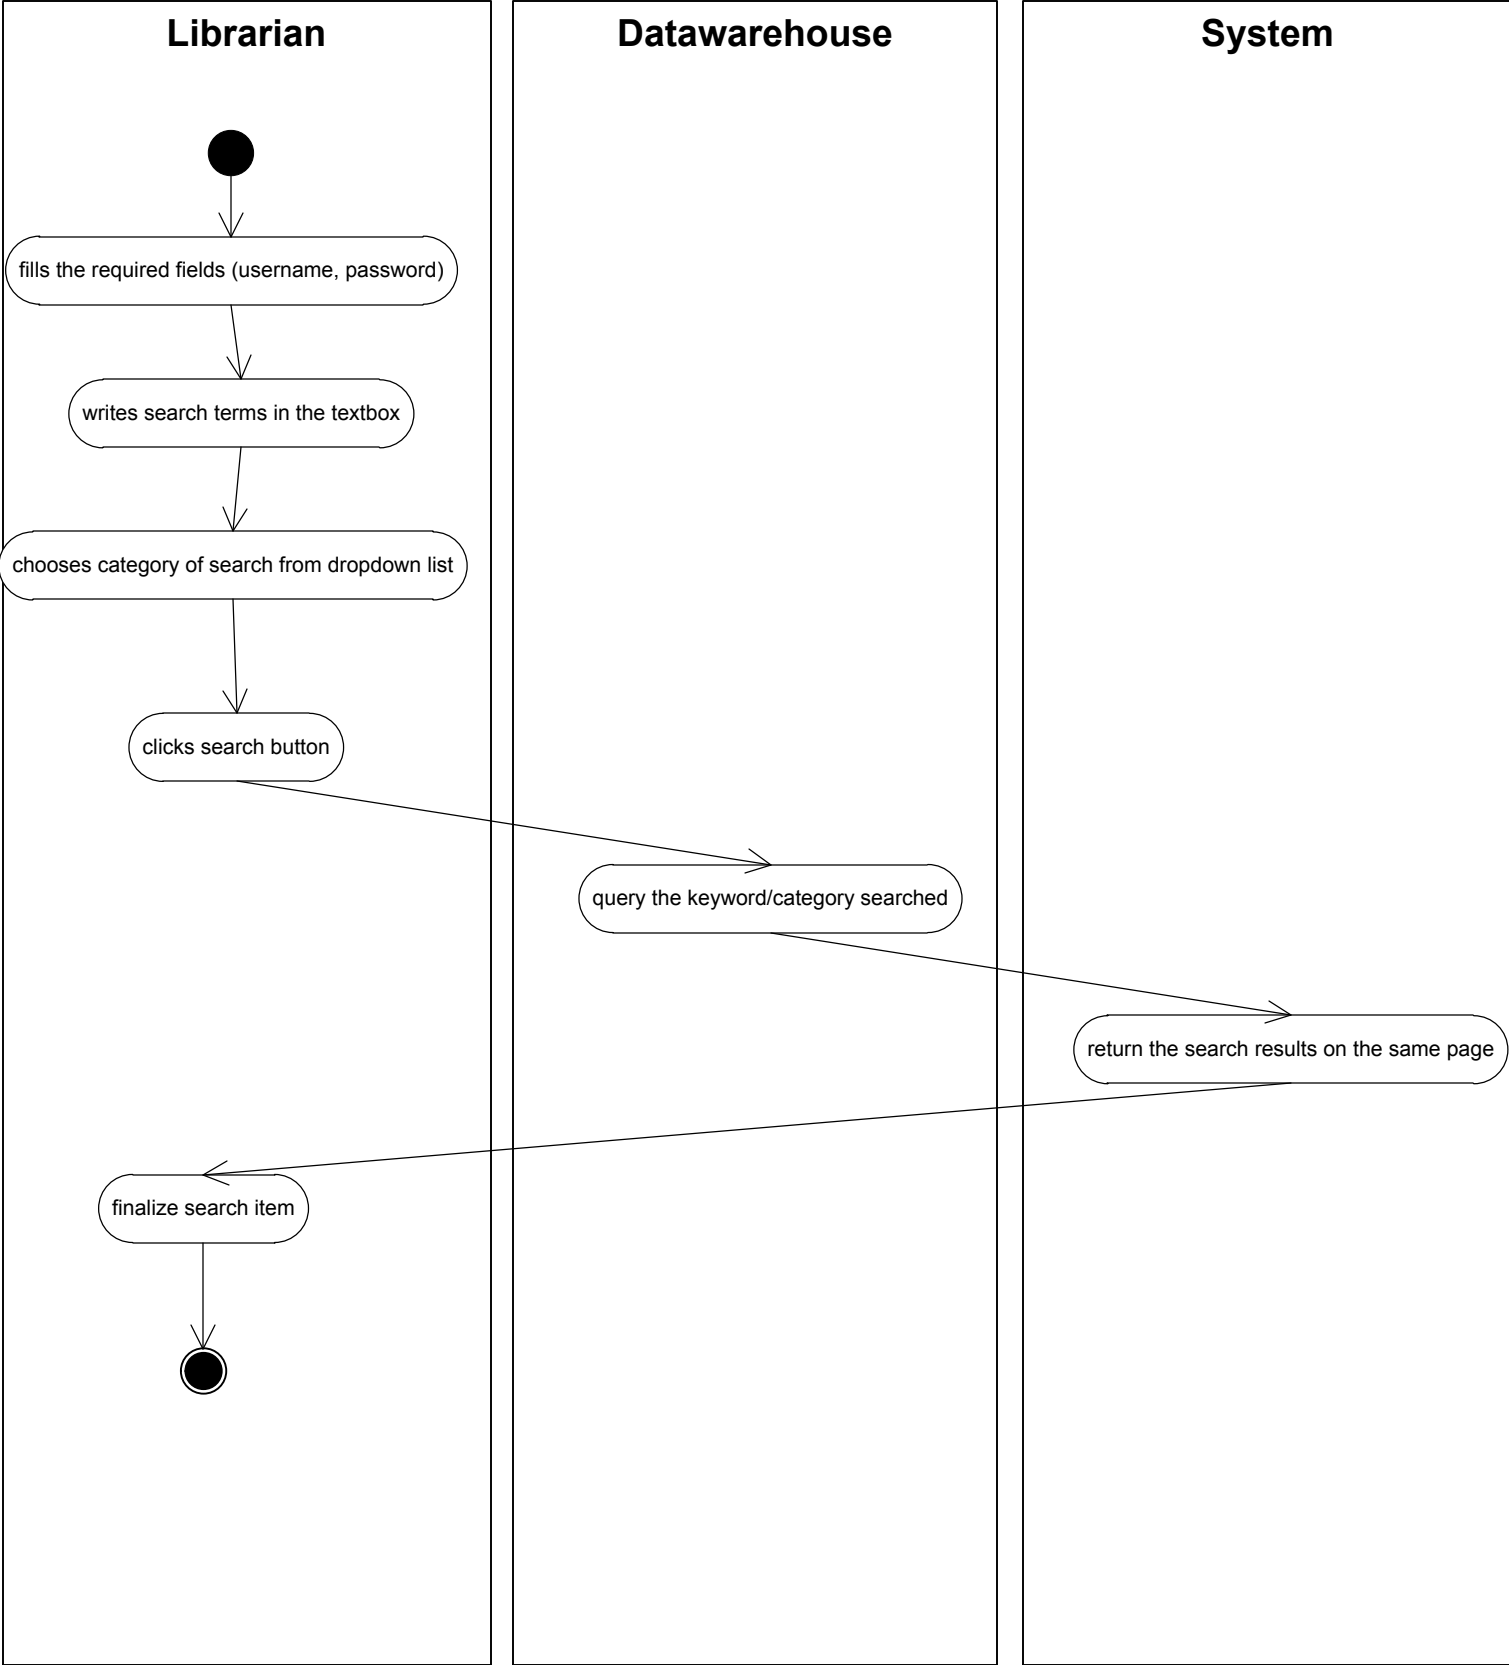 Librarian
Datawarehouse
System
fills the required fields (username, password)
writes search terms in the textbox
chooses category of search from dropdown list
clicks search button
query the keyword/category searched
return the search results on the same page
finalize search item